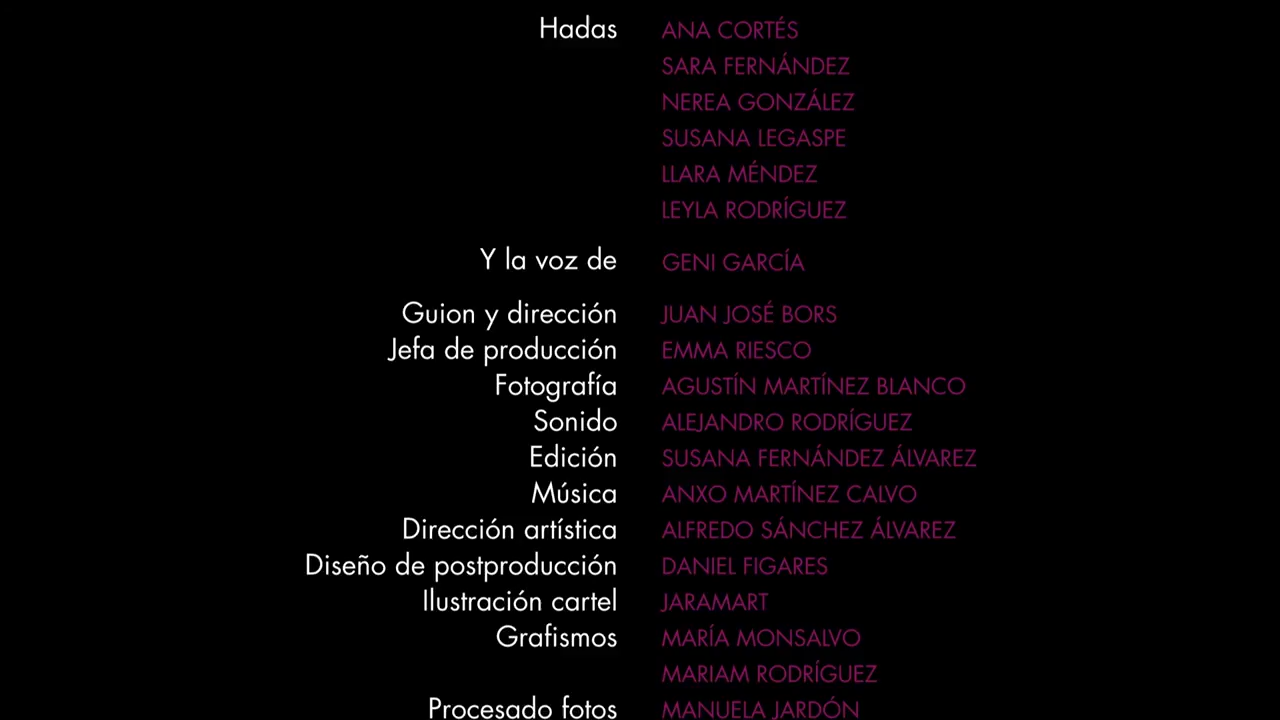 Hadas ANA CORTÉS
SARA FERNÁNDEZ
NEREA GONZÁLEZ
SUSANA LEGASPE
LLARA MÉNDEZ
LEYLA RODRÍGUEZ
Y la voz de GENI GARCÍA
Guion y dirección JUAN JOSÉ BORS
Jefa de producción EMMA RIESCO
Fotografía AGUSTÍN MARTÍNEZ BLANCO
Sonido ALEJANDRO RODRÍGUEZ
Edición SUSANA FERNÁNDEZ ÁLVAREZ
Música ANXO MARTÍNEZ CALVO
Dirección artística ALFREDO SÁNCHEZ ÁLVAREZ
Diseño de postproducción DANIEL FIGARES
Ilustración cartel JARAMART
Grafismos MARÍA MONSALVO
MARIAM RODRÍGUEZ
Procesado fotos MANUELA JARDÓN